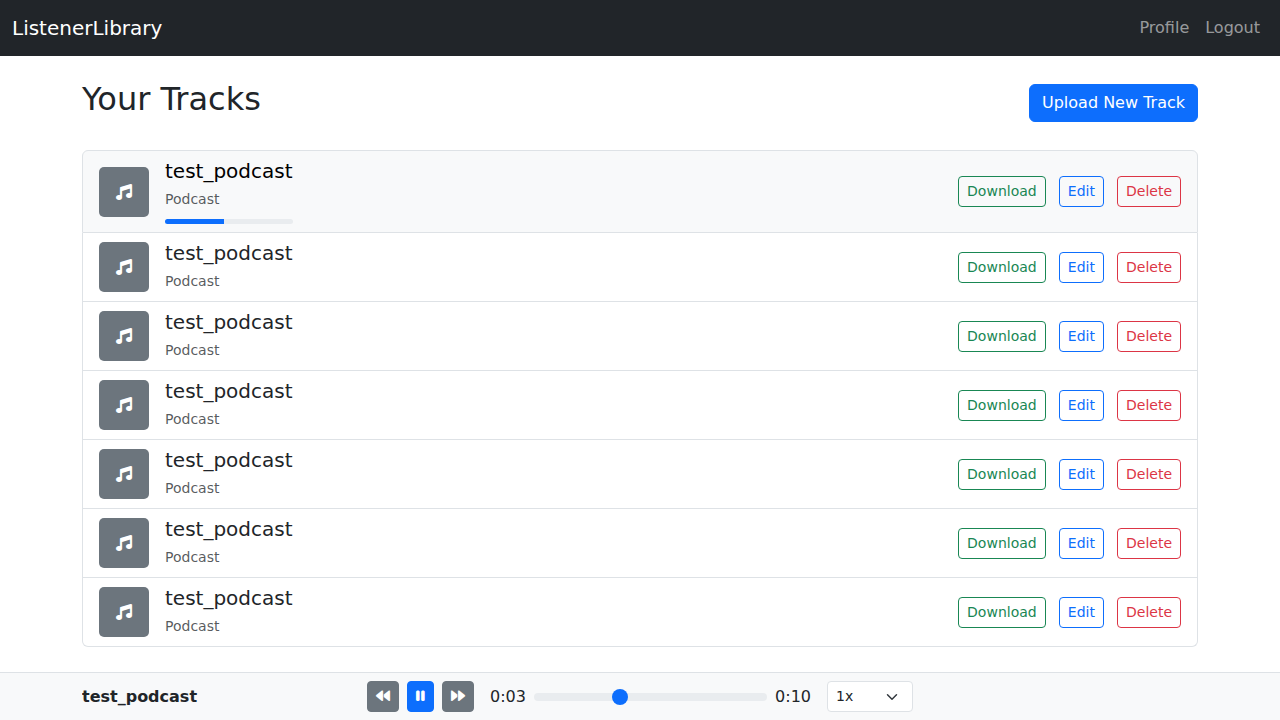 ListenerLibrary Profile Logout
Your Tracks Upload New Track
test_podcast
Podcast
Download Edit Delete
test_podcast
Podcast
Download Edit Delete
test_podcast
Podcast
Download Edit Delete
test_podcast
Podcast
Download Edit Delete
test_podcast
Podcast
Download Edit Delete
test_podcast
Podcast
Download Edit Delete
test_podcast
Podcast
Download Edit Delete
test_podcast 0:03 0:10 1x